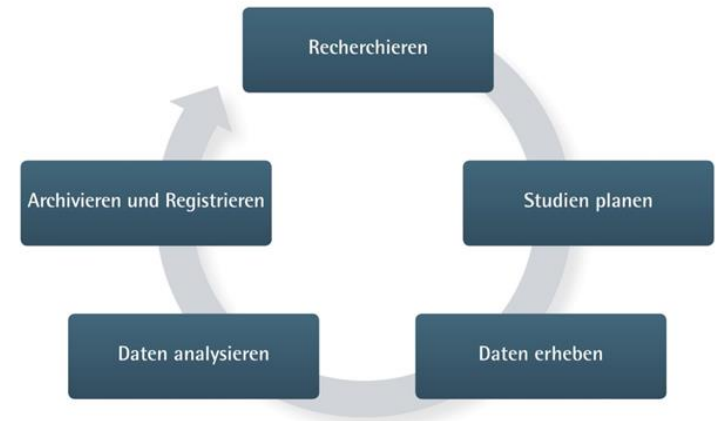 Recherchieren
Studien planen
Daten erheben
Daten analysieren
Archivieren und Registrieren